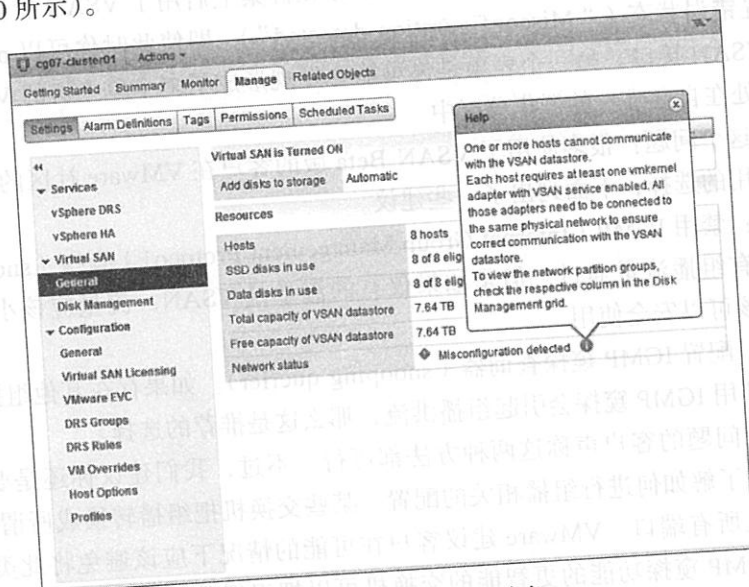 0 所示)。
cg07-cluster01 Actions
Getting Started Summary Monitor Manage Related Objects
Settings Alarm Definitions Tags Permissions Scheduled Tasks
Services
vSphere DRS
vSphere HA
Virtual SAN
General
Disk Management
Configuration
General
Virtual SAN Licensing
VMware EVC
DRS Groups
DRS Rules
VM Overrides
Host Options
Profiles
Virtual SAN is Turned ON
Add disks to storage Automatic
Resources
Hosts 8 hosts
SSD disks in use 8 of 8 elig
Data disks in use 8 of 8 elig
Total capacity of VSAN datastore 7.64 TB
Free capacity of VSAN datastore 7.64 TB
Network status Misconfiguration detected
Help
One or more hosts cannot communicate
with the VSAN datastore.
Each host requires at least one vmkernel
adapter with VSAN service enabled. All
those adapters need to be connected to
the same physical network to ensure
correct communication with the VSAN
datastore.
To view the network partition groups,
check the respective column in the Disk
Management grid.